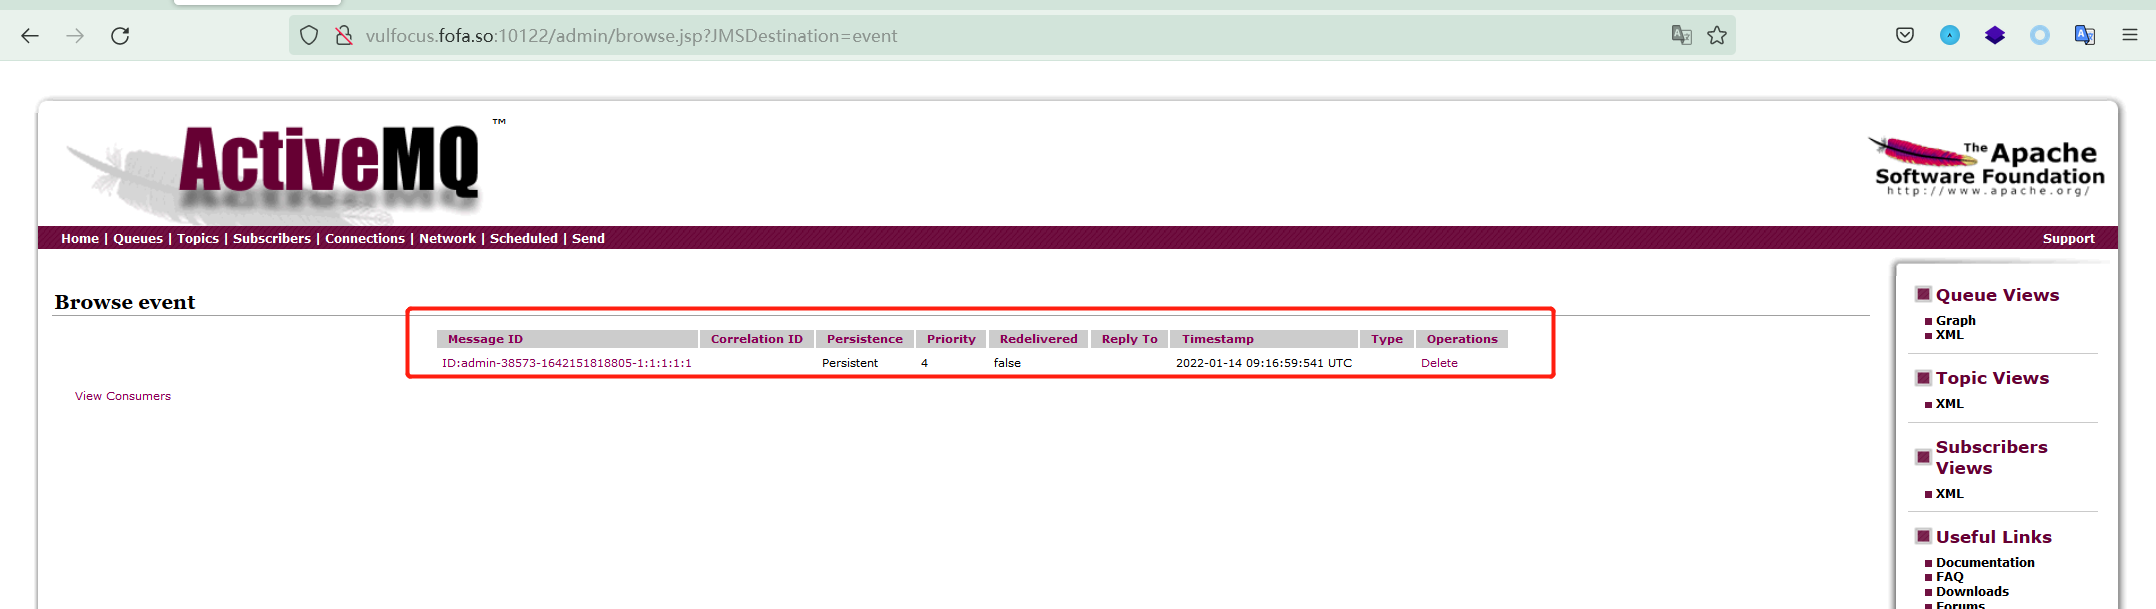 vulfocus.fofa.so:10122/admin/browse.jsp?JMSDestination=event
ActiveMQ ™
The Apache
Software Foundation
http://www.apache.org/
Home | Queues | Topics | Subscribers | Connections | Network | Scheduled | Send
Support
Browse event
Message ID Correlation ID Persistence Priority Redelivered Reply To Timestamp Type Operations
ID:admin-38573-1642151818805-1:1:1:1:1 Persistent 4 false 2022-01-14 09:16:59:541 UTC Delete
View Consumers
Queue Views
Graph
XML
Topic Views
XML
Subscribers
Views
XML
Useful Links
Documentation
FAQ
Downloads
Forums